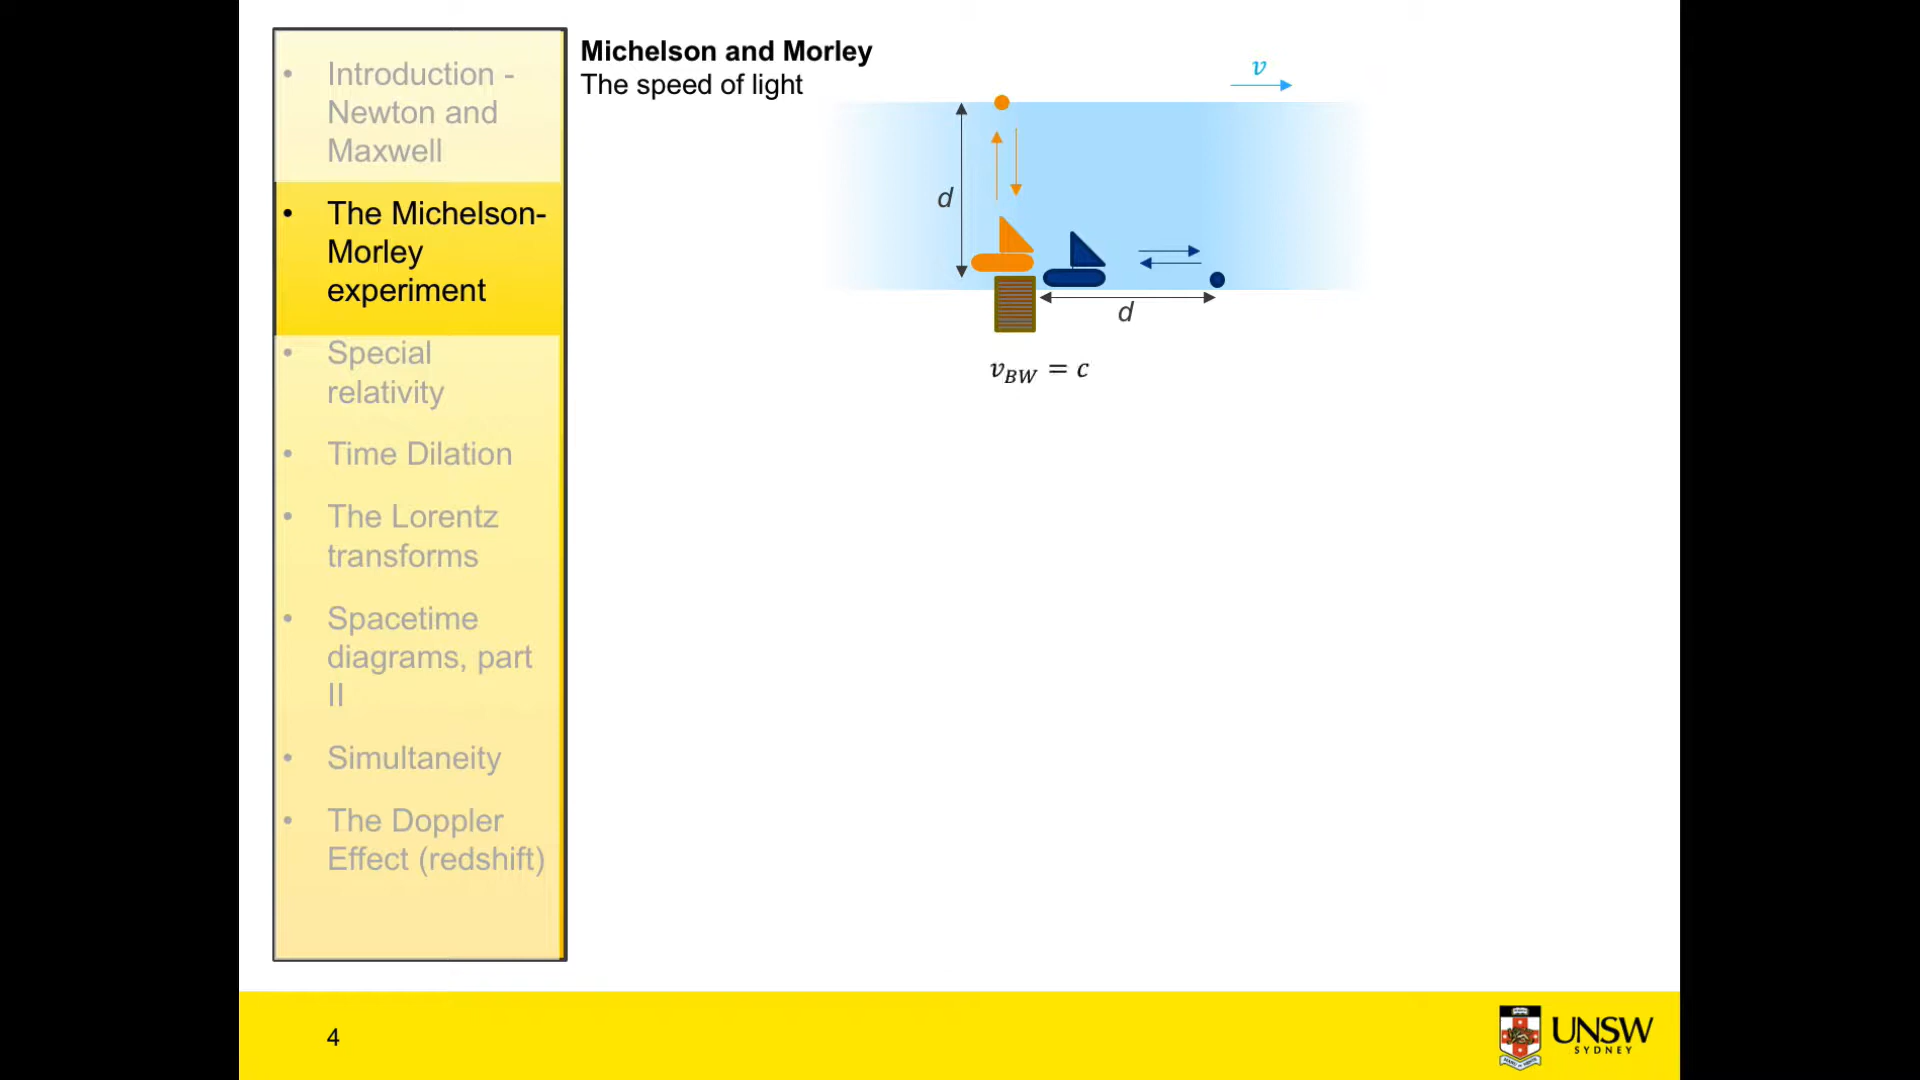 • Introduction -
Newton and
Maxwell
• The Michelson-
Morley
experiment
• Special
relativity
• Time Dilation
• The Lorentz
transforms
• Spacetime
diagrams, part
II
• Simultaneity
• The Doppler
Effect (redshift)
Michelson and Morley
The speed of light
v
d
d
v_BW = c
4
UNSW
SYDNEY